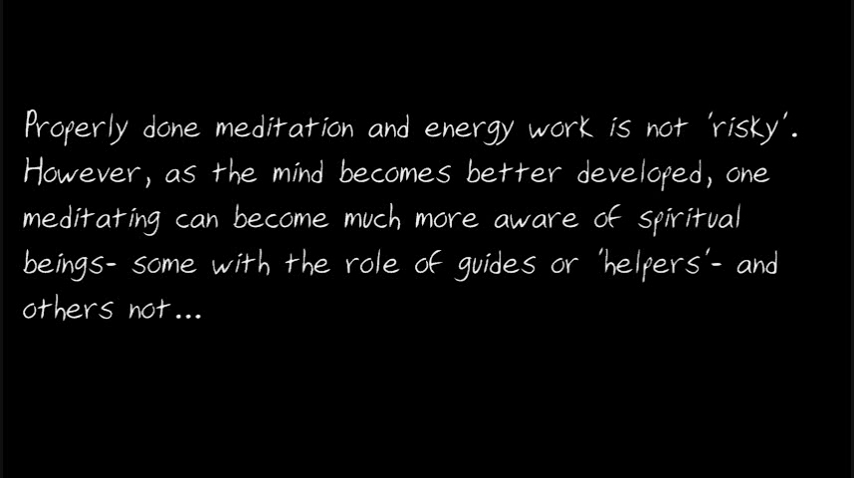 Properly done meditation and energy work is not 'risky'.
However, as the mind becomes better developed, one
meditating can become much more aware of spiritual
beings- some with the role of guides or 'helpers'- and
others not...